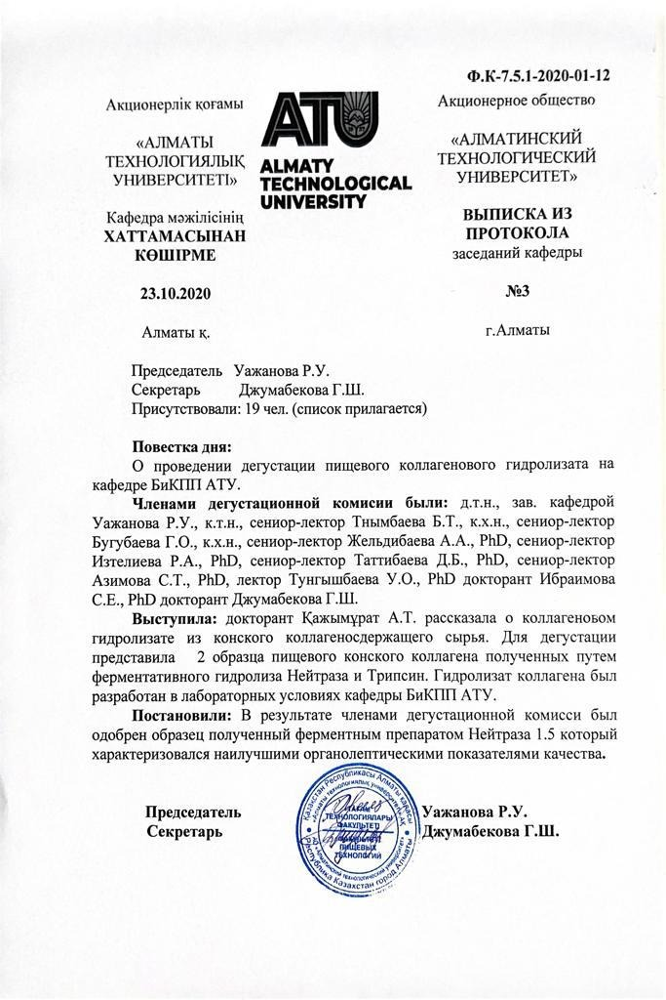 Ф.К-7.5.1-2020-01-12
Акционерлік қоғамы
«АЛМАТЫ
ТЕХНОЛОГИЯЛЫҚ
УНИВЕРСИТЕТІ»
Кафедра мәжілісінің
ХАТТАМАСЫНАН
КӨШІРМЕ
23.10.2020
Алматы қ.
ATU
ALMATY
TECHNOLOGICAL
UNIVERSITY
Акционерное общество
«АЛМАТИНСКИЙ
ТЕХНОЛОГИЧЕСКИЙ
УНИВЕРСИТЕТ»
ВЫПИСКА ИЗ
ПРОТОКОЛА
заседаний кафедры
№3
г.Алматы
Председатель Уажанова Р.У.
Секретарь Джумабекова Г.Ш.
Присутствовали: 19 чел. (список прилагается)
Повестка дня:
О проведении дегустации пищевого коллагенового гидролизата на
кафедре БиКПП АТУ.
Членами дегустационной комисии были: д.т.н., зав. кафедрой
Уажанова Р.У., к.т.н., сениор-лектор Тнымбаева Б.Т., к.х.н., сениор-лектор
Бугубаева Г.О., к.х.н., сениор-лектор Жельдибаева А.А., PhD, сениор-лектор
Изтелиева Р.А., PhD, сениор-лектор Таттибаева Д.Б., PhD, сениор-лектор
Азимова С.Т., PhD, лектор Тунгышбаева У.О., PhD докторант Ибраимова
С.Е., PhD докторант Джумабекова Г.Ш.
Выступила: докторант Қажымұрат А.Т. рассказала о коллагеновом
гидролизате из конского коллагеносдержащего сырья. Для дегустации
представила 2 образца пищевого конского коллагена полученных путем
ферментативного гидролиза Нейтраза и Трипсин. Гидролизат коллагена был
разработан в лабораторных условиях кафедры БиКПП АТУ.
Постановили: В результате членами дегустационной комисси был
одобрен образец полученный ферментным препаратом Нейтраза 1.5 который
характеризовался наилучшими органолептическими показателями качества.
Председатель Уажанова Р.У.
Секретарь Джумабекова Г.Ш.
Қазақстан Республикасы Алматы қаласы
ТЕХНОЛОГИЯЛАРЫ
ФАКУЛЬТЕТІ
ПИЩЕВЫХ
ТЕХНОЛОГИЙ
Республика Казахстан город Алматы